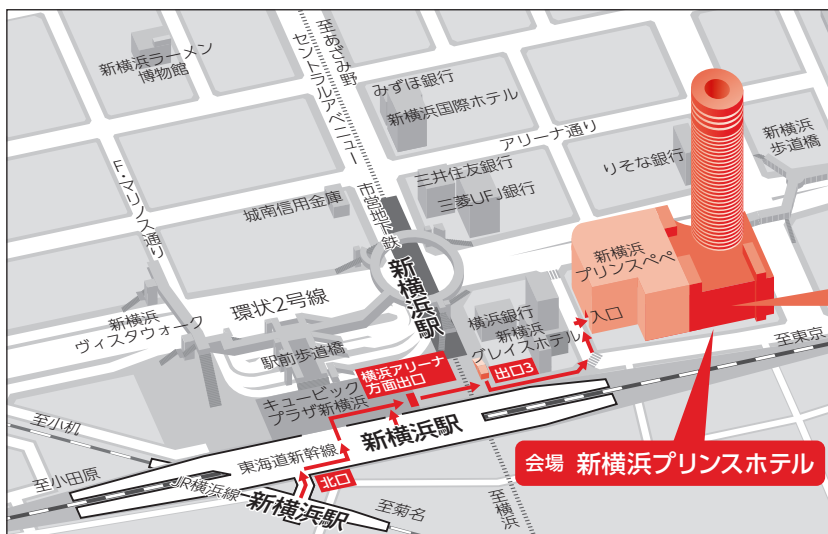 新横浜ラーメン
博物館
至あざみ野
セントラルアベニュー
みずほ銀行
新横浜国際ホテル
アリーナ通り
新横浜
歩道橋
りそな銀行
三井住友銀行
三菱UFJ銀行
F・マリノス通り
城南信用金庫
市営地下鉄
新横浜駅
新横浜
プリンスペペ
環状2号線
新横浜
ヴィスタウォーク
駅前歩道橋
横浜銀行
新横浜
グレイスホテル
入口
至東京
横浜アリーナ
方面出口
出口3
キュービック
プラザ新横浜
至小机
新横浜駅
東海道新幹線
至小田原
北口
JR横浜線
新横浜駅
至菊名
至横浜
会場 新横浜プリンスホテル